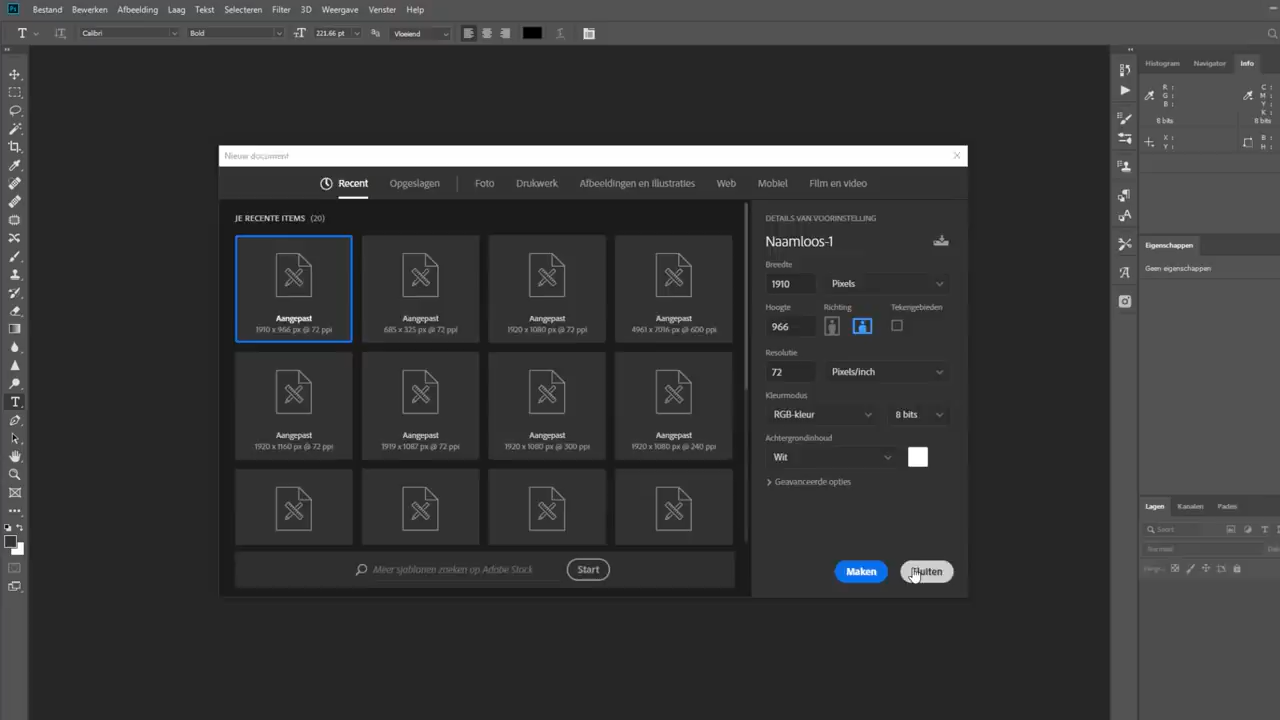 Ps Bestand Bewerken Afbeelding Laag Tekst Selecteren Filter 3D Weergave Venster Help
T Calibri Bold 221.66 pt Vloeiend
Histogram Navigator Info
R : C :
G : M :
B : Y :
K :
8 bits 8 bits
X : B :
Y : H :
Nieuw document
Recent Opgeslagen Foto Drukwerk Afbeeldingen en illustraties Web Mobiel Film en video
JE RECENTE ITEMS (20)
Aangepast Aangepast Aangepast Aangepast
1910 x 966 px @ 72 ppi 685 x 325 px @ 72 ppi 1920 x 1080 px @ 72 ppi 4961 x 7016 px @ 600 ppi
Aangepast Aangepast Aangepast Aangepast
1920 x 1160 px @ 72 ppi 1919 x 1087 px @ 72 ppi 1920 x 1080 px @ 300 ppi 1920 x 1080 px @ 240 ppi
Meer sjablonen zoeken op Adobe Stock Start
DETAILS VAN VOORINSTELLING
Naamloos-1
Breedte
1910 Pixels
Hoogte Richting Tekengebieden
966
Resolutie
72 Pixels/inch
Kleurmodus
RGB-kleur 8 bits
Achtergrondinhoud
Wit
Geavanceerde opties
Maken
Eigenschappen
Geen eigenschappen
Lagen Kanalen Paden
Soort
Normaal